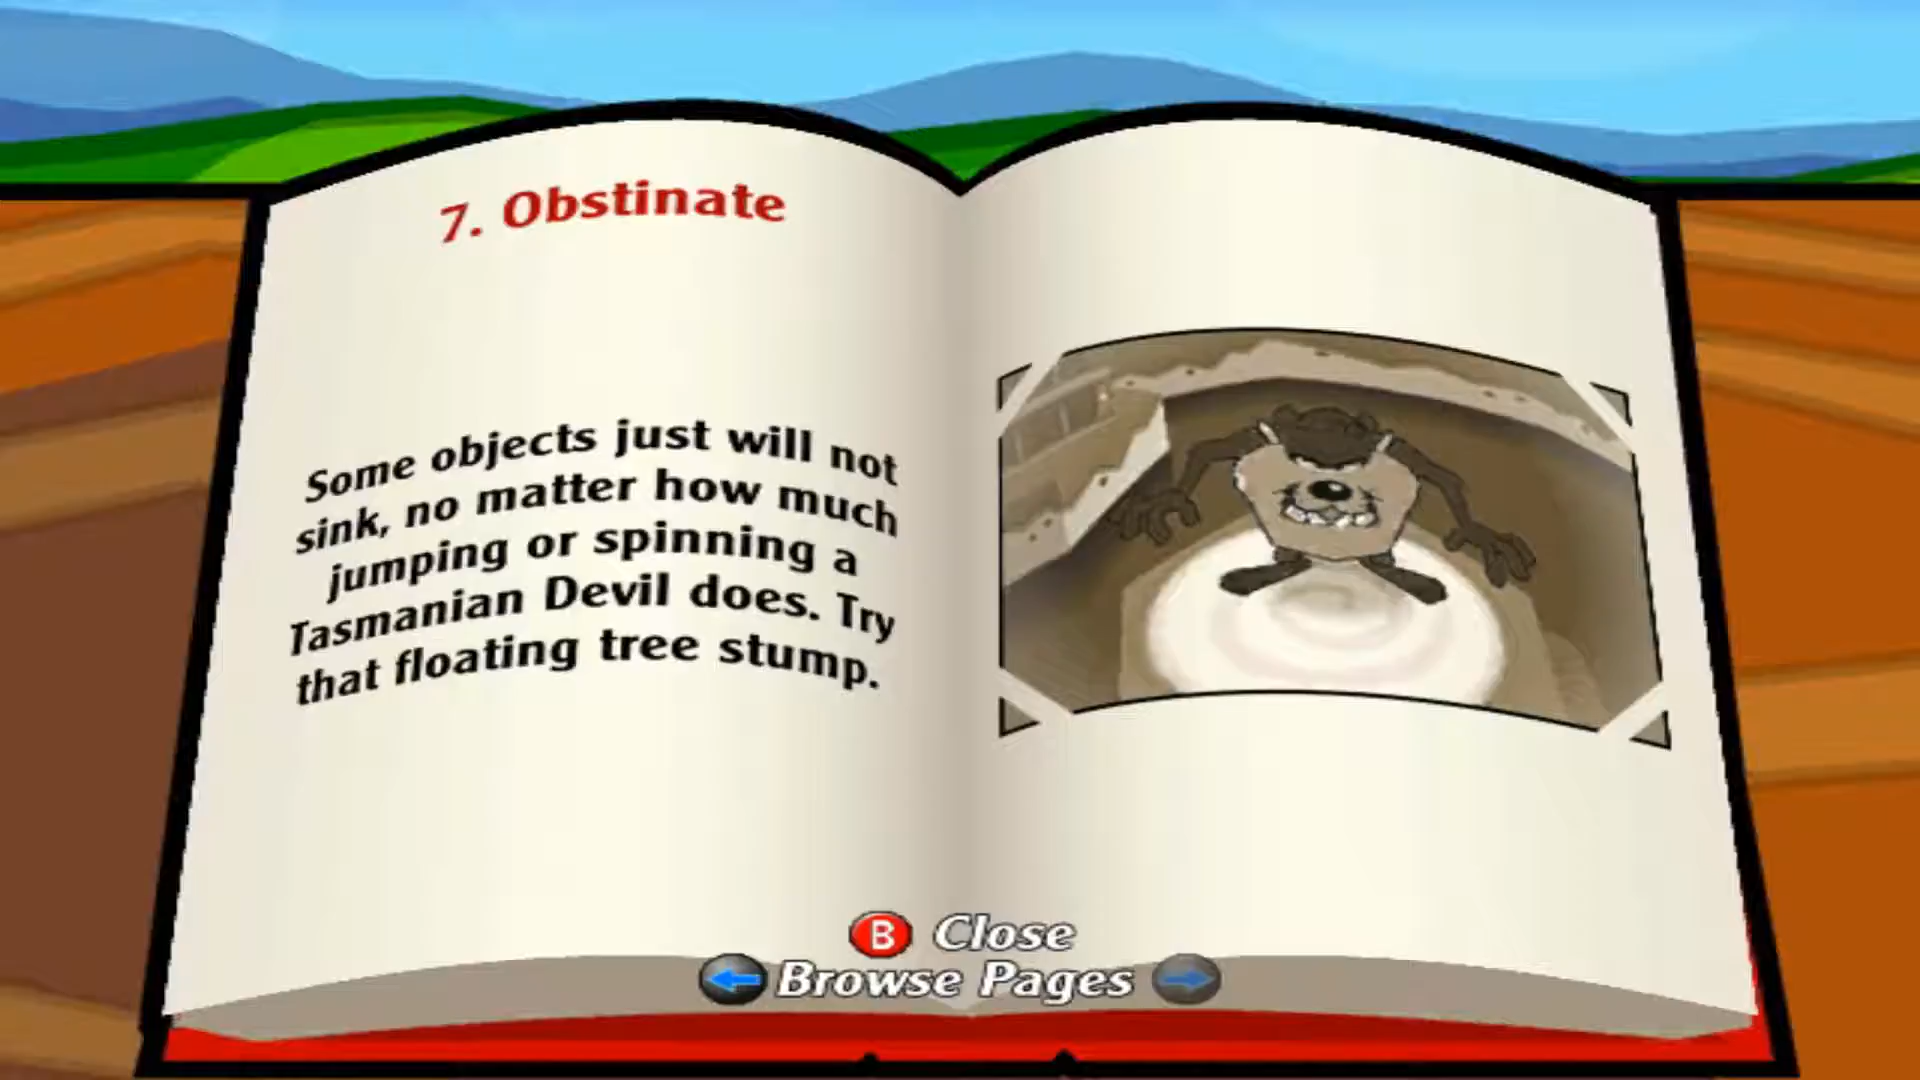 7. Obstinate
Some objects just will not
sink, no matter how much
jumping or spinning a
Tasmanian Devil does. Try
that floating tree stump.
B Close
Browse Pages